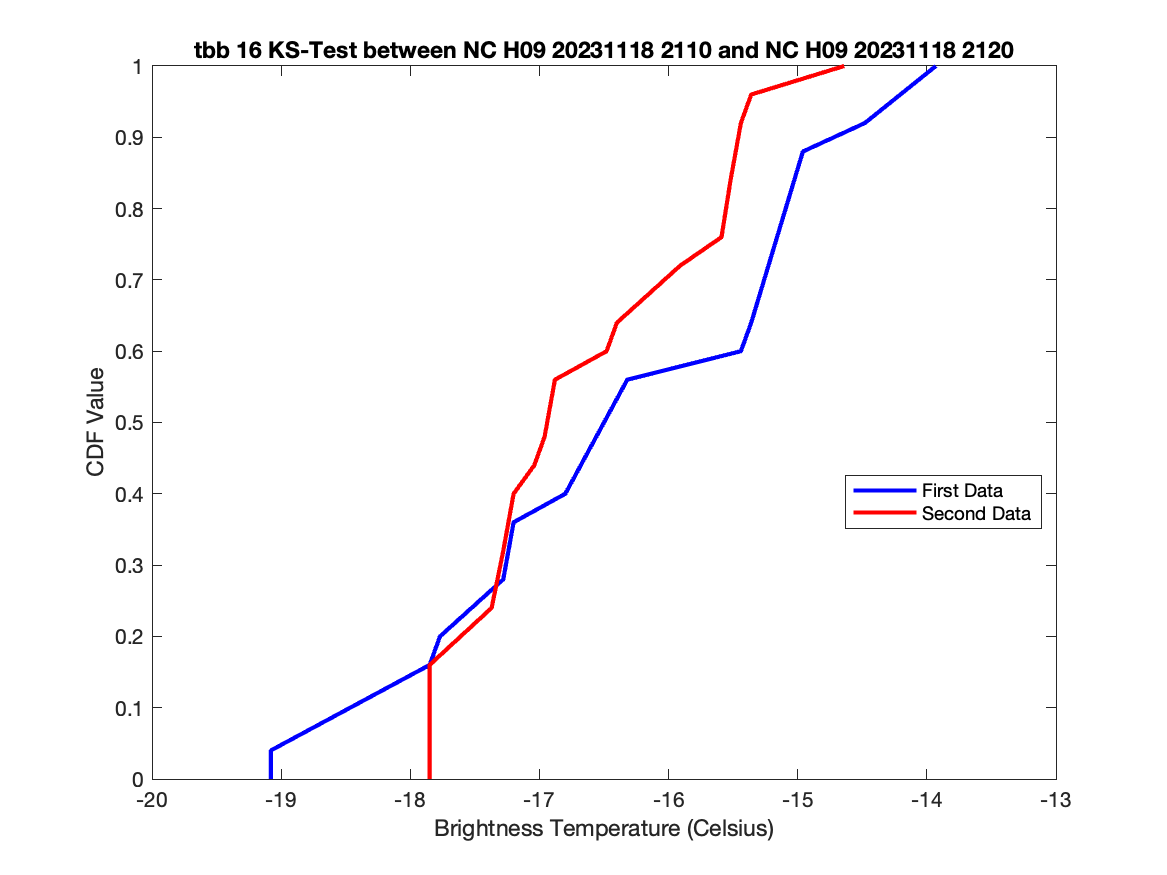 tbb 16 KS-Test between NC H09 20231118 2110 and NC H09 20231118 2120
1
0.9
0.8
0.7
0.6
0.5
0.4
0.3
0.2
0.1
0
CDF Value
First Data
Second Data
-20 -19 -18 -17 -16 -15 -14 -13
Brightness Temperature (Celsius)